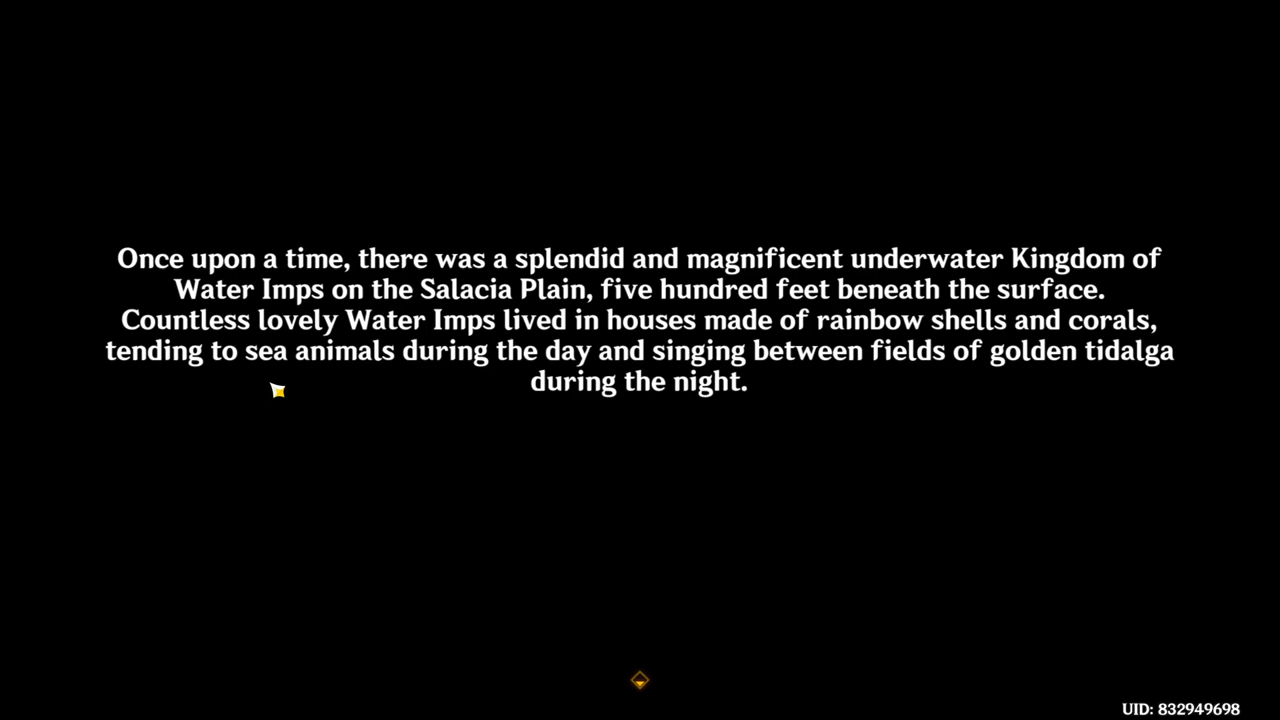 Once upon a time, there was a splendid and magnificent underwater Kingdom of
Water Imps on the Salacia Plain, five hundred feet beneath the surface.
Countless lovely Water Imps lived in houses made of rainbow shells and corals,
tending to sea animals during the day and singing between fields of golden tidalga
during the night.
UID: 832949698